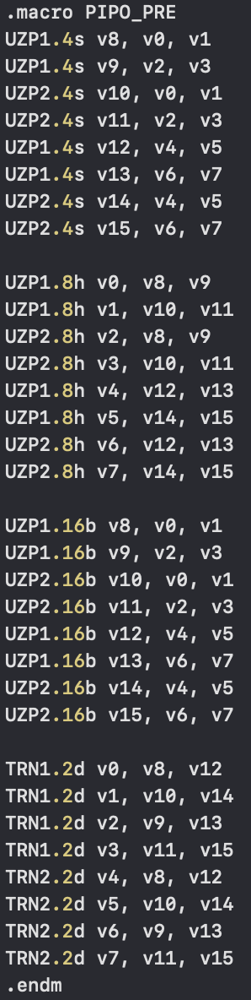 .macro PIPO_PRE
UZP1.4s v8, v0, v1
UZP1.4s v9, v2, v3
UZP2.4s v10, v0, v1
UZP2.4s v11, v2, v3
UZP1.4s v12, v4, v5
UZP1.4s v13, v6, v7
UZP2.4s v14, v4, v5
UZP2.4s v15, v6, v7

UZP1.8h v0, v8, v9
UZP1.8h v1, v10, v11
UZP2.8h v2, v8, v9
UZP2.8h v3, v10, v11
UZP1.8h v4, v12, v13
UZP1.8h v5, v14, v15
UZP2.8h v6, v12, v13
UZP2.8h v7, v14, v15

UZP1.16b v8, v0, v1
UZP1.16b v9, v2, v3
UZP2.16b v10, v0, v1
UZP2.16b v11, v2, v3
UZP1.16b v12, v4, v5
UZP1.16b v13, v6, v7
UZP2.16b v14, v4, v5
UZP2.16b v15, v6, v7

TRN1.2d v0, v8, v12
TRN1.2d v1, v10, v14
TRN1.2d v2, v9, v13
TRN1.2d v3, v11, v15
TRN2.2d v4, v8, v12
TRN2.2d v5, v10, v14
TRN2.2d v6, v9, v13
TRN2.2d v7, v11, v15
.endm